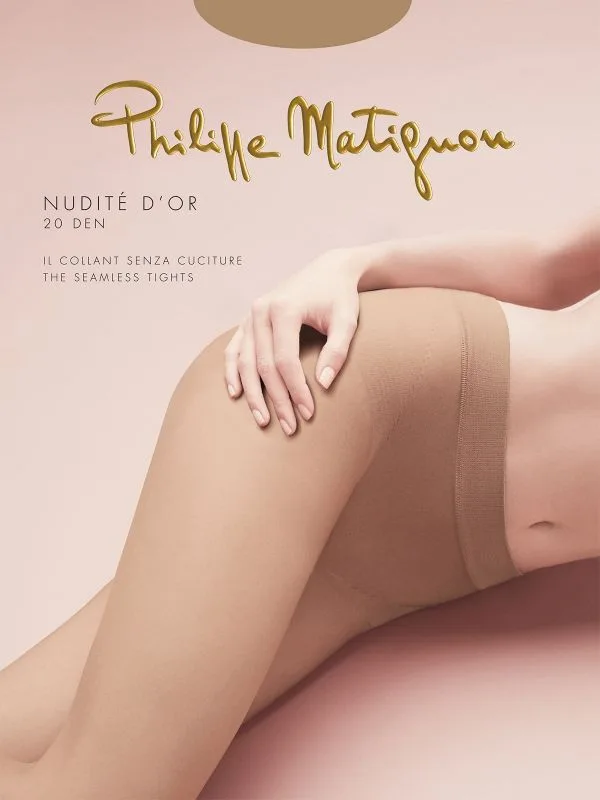 Philippe Matignon
NUDITÉ D'OR
20 DEN
IL COLLANT SENZA CUCITURE
THE SEAMLESS TIGHTS